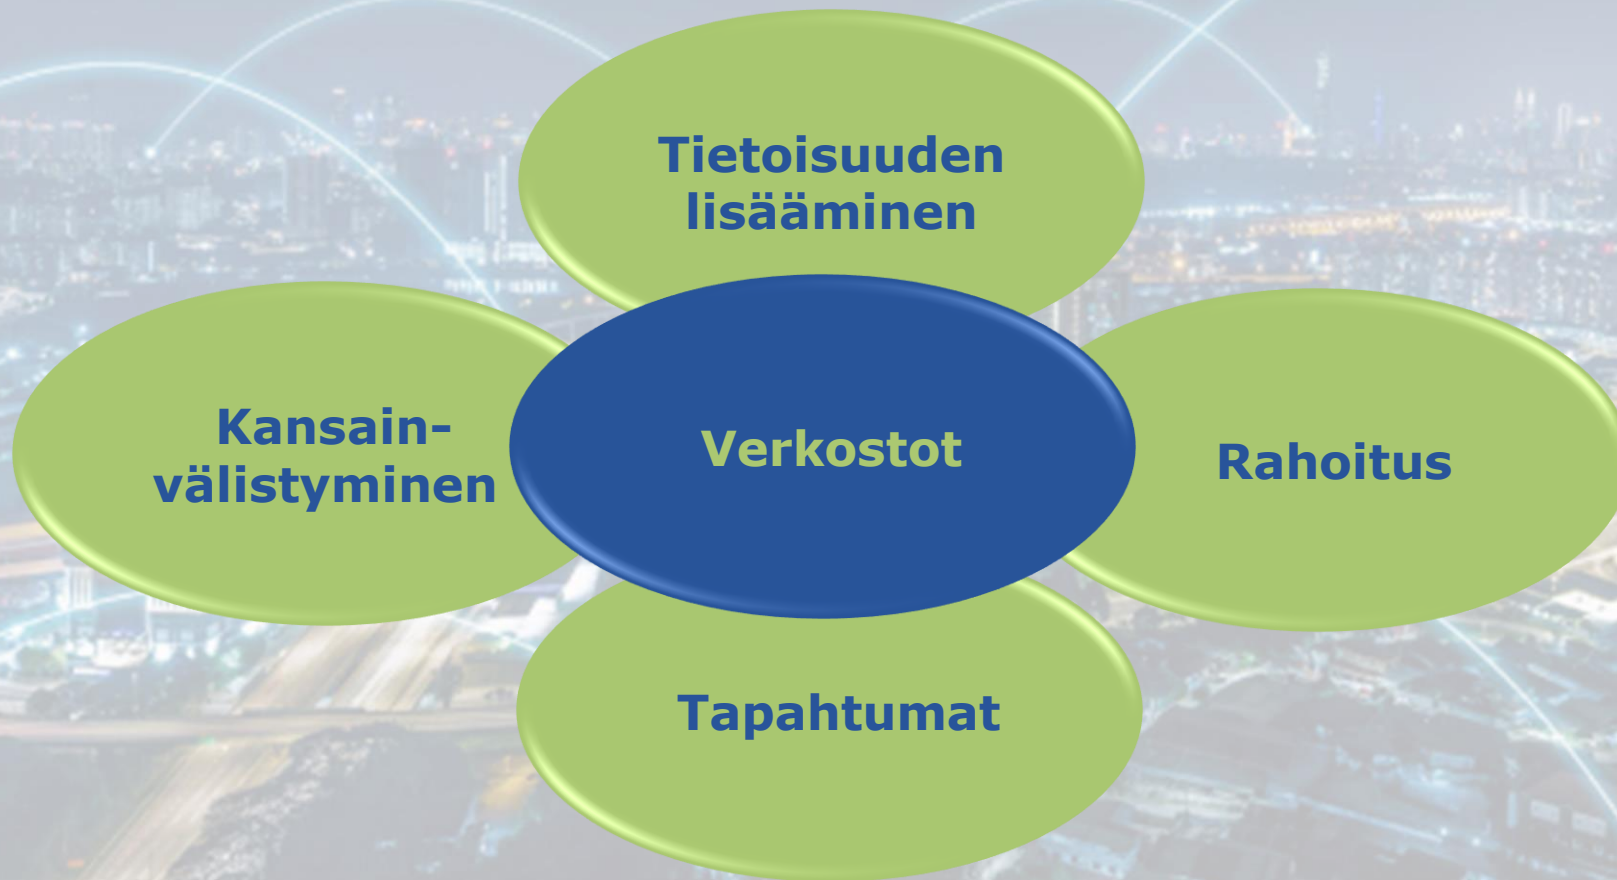 Tietoisuuden
lisääminen
Kansain-
välistyminen
Verkostot
Rahoitus
Tapahtumat